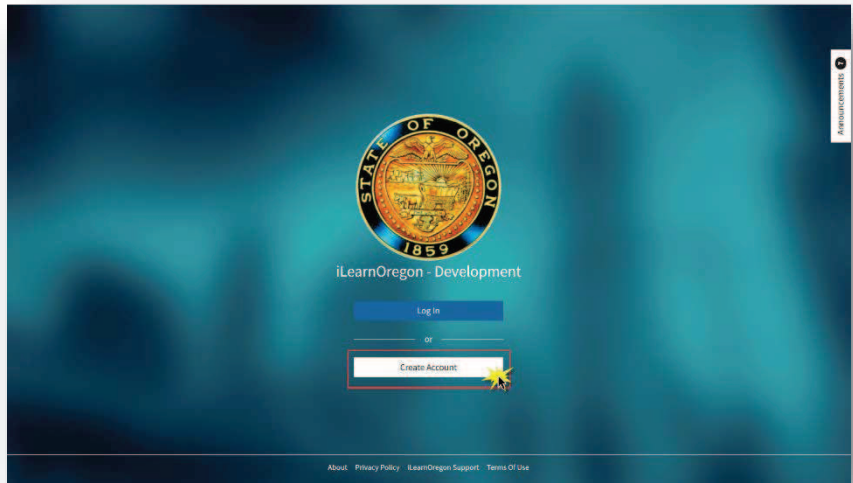 Announcements 7
STATE OF OREGON
1859
iLearnOregon - Development
Log In
or
Create Account
About Privacy Policy iLearnOregon Support Terms Of Use